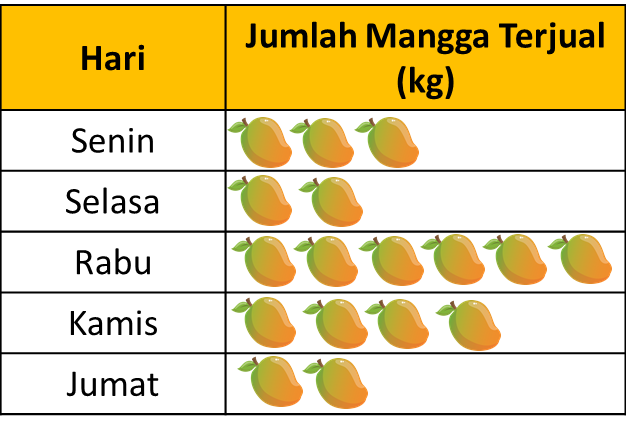 Hari
Jumlah Mangga Terjual
(kg)
Senin
Selasa
Rabu
Kamis
Jumat